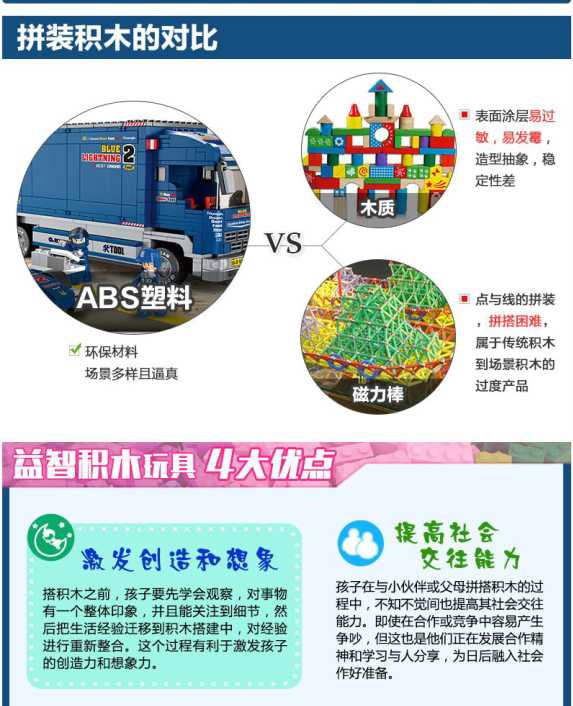 拼装积木的对比
BLUE
LIGHTNING 2
米TOOL
ABS塑料
环保材料
场景多样且逼真
VS
木质
表面涂层易过
敏，易发霉，
造型抽象，稳
定性差
磁力棒
点与线的拼装
，拼搭困难，
属于传统积木
到场景积木的
过度产品
益智积木玩具 4大优点
激发创造和想象
搭积木之前，孩子要先学会观察，对事物
有一个整体印象，并且能关注到细节，然
后把生活经验迁移到积木搭建中，对经验
进行重新整合。这个过程有利于激发孩子
的创造力和想象力。
提高社会
交往能力
孩子在与小伙伴或父母拼搭积木的过
程中，不知不觉间也提高其社会交往
能力。即使在合作或竞争中容易产生
争吵，但这也是他们正在发展合作精
神和学习与人分享，为日后融入社会
作好准备。